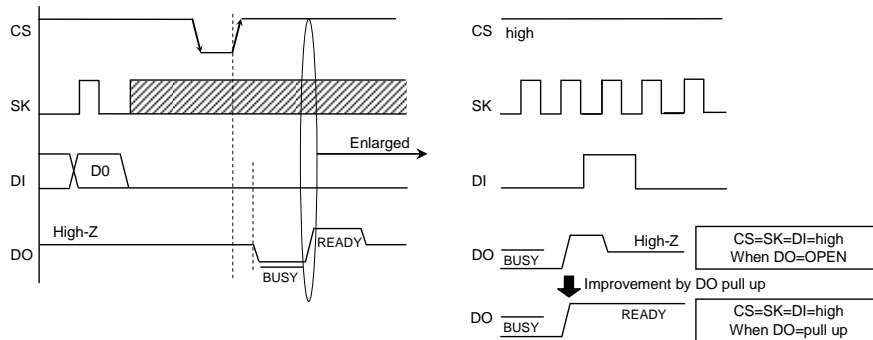 CS
SK
DI
D0
Enlarged
High-Z
DO
BUSY
READY
CS
high
SK
DI
DO
BUSY
High-Z
CS=SK=DI=high
When DO=OPEN
Improvement by DO pull up
DO
BUSY
READY
CS=SK=DI=high
When DO=pull up